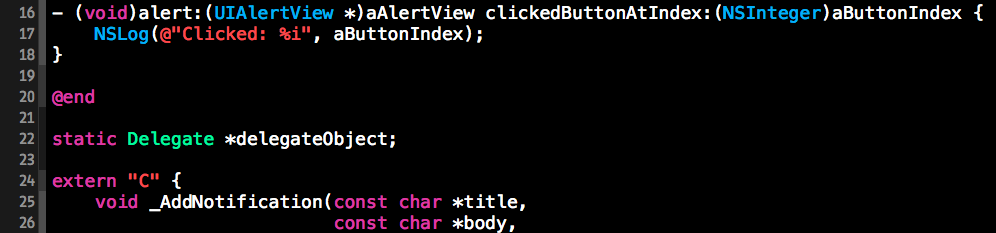 16 - (void)alert:(UIAlertView *)aAlertView clickedButtonAtIndex:(NSInteger)aButtonIndex {
17     NSLog(@"Clicked: %i", aButtonIndex);
18 }
19
20 @end
21
22 static Delegate *delegateObject;
23
24 extern "C" {
25     void _AddNotification(const char *title,
26                           const char *body,